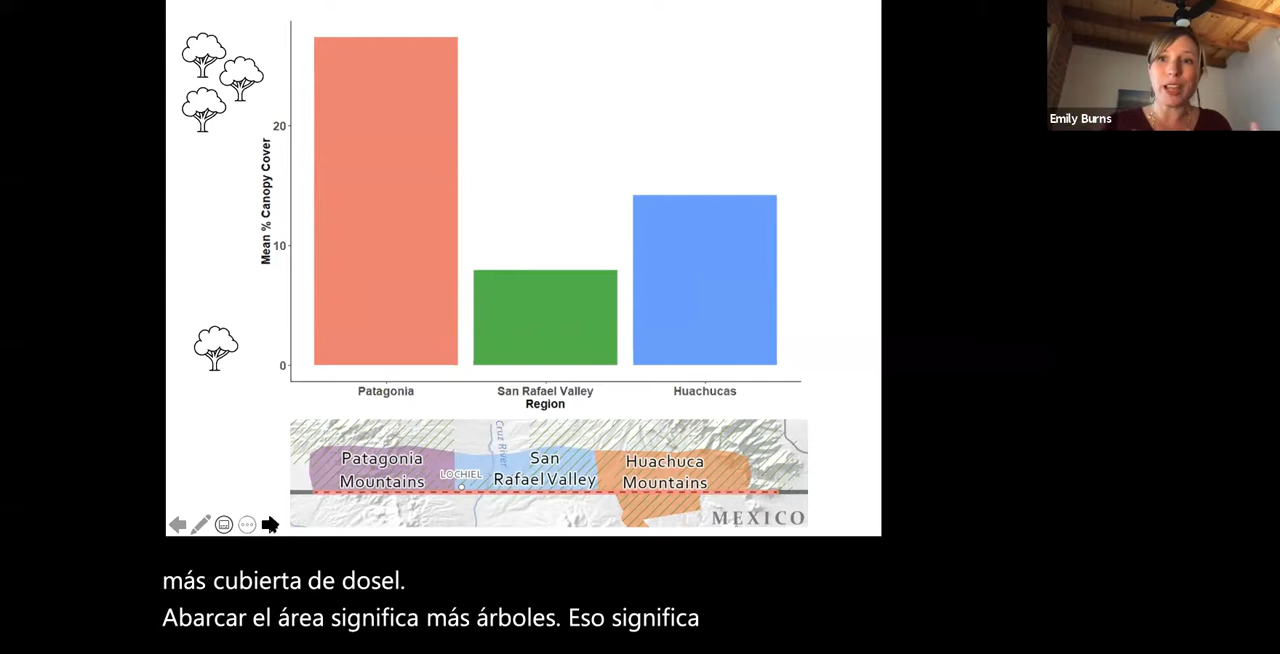 Emily Burns
20
10
0
Mean % Canopy Cover
Patagonia
San Rafael Valley
Huachucas
Region
Patagonia
Mountains
LOCHIEL
Cruz River
San
Rafael Valley
Huachuca
Mountains
MEXICO
más cubierta de dosel.
Abarcar el área significa más árboles. Eso significa